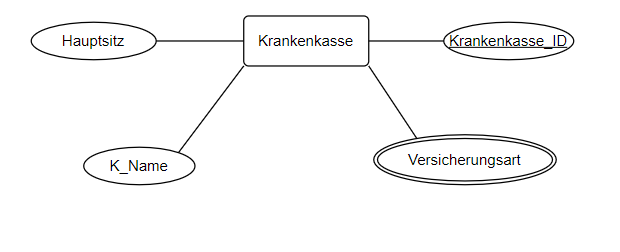 Hauptsitz
Krankenkasse
Krankenkasse_ID
K_Name
Versicherungsart